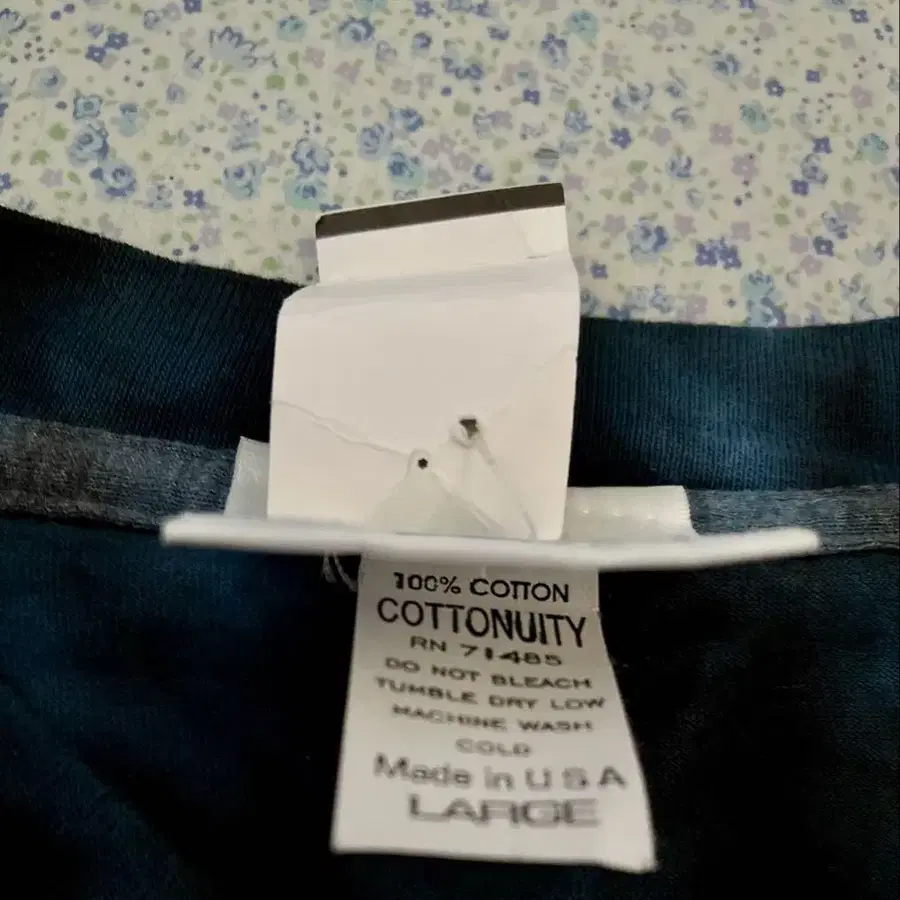 100% COTTON
COTTONUITY
RN 71485
DO NOT BLEACH
TUMBLE DRY LOW
MACHINE WASH
COLD
Made in U S A
LARGE